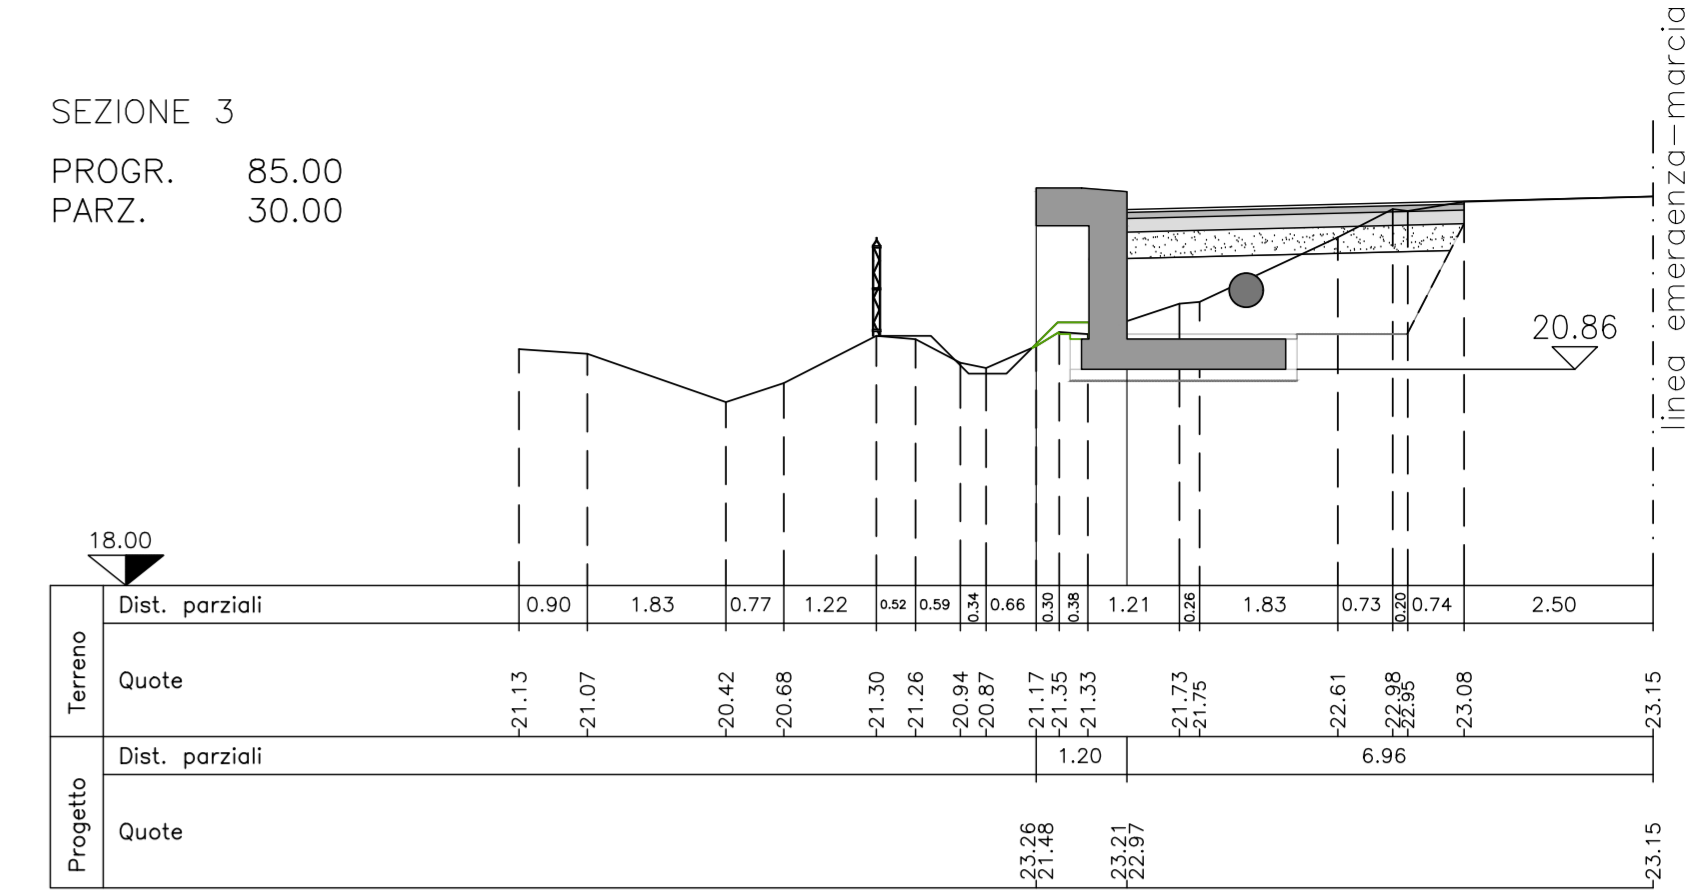 linea emergenza-marcia
SEZIONE 3
PROGR. 85.00
PARZ. 30.00
20.86
18.00
Terreno
Dist. parziali
0.90 1.83 0.77 1.22 0.52 0.59 0.34 0.66 0.30 0.38 1.21 0.26 1.83 0.73 0.20 0.74 2.50
Quote
21.13 21.07 20.42 20.68 21.30 21.26 20.94 20.87 21.17 21.35 21.33 21.73 21.75 22.61 22.98 22.95 23.08 23.15
Progetto
Dist. parziali
1.20 6.96
Quote
23.26 21.48 23.21 22.97 23.15